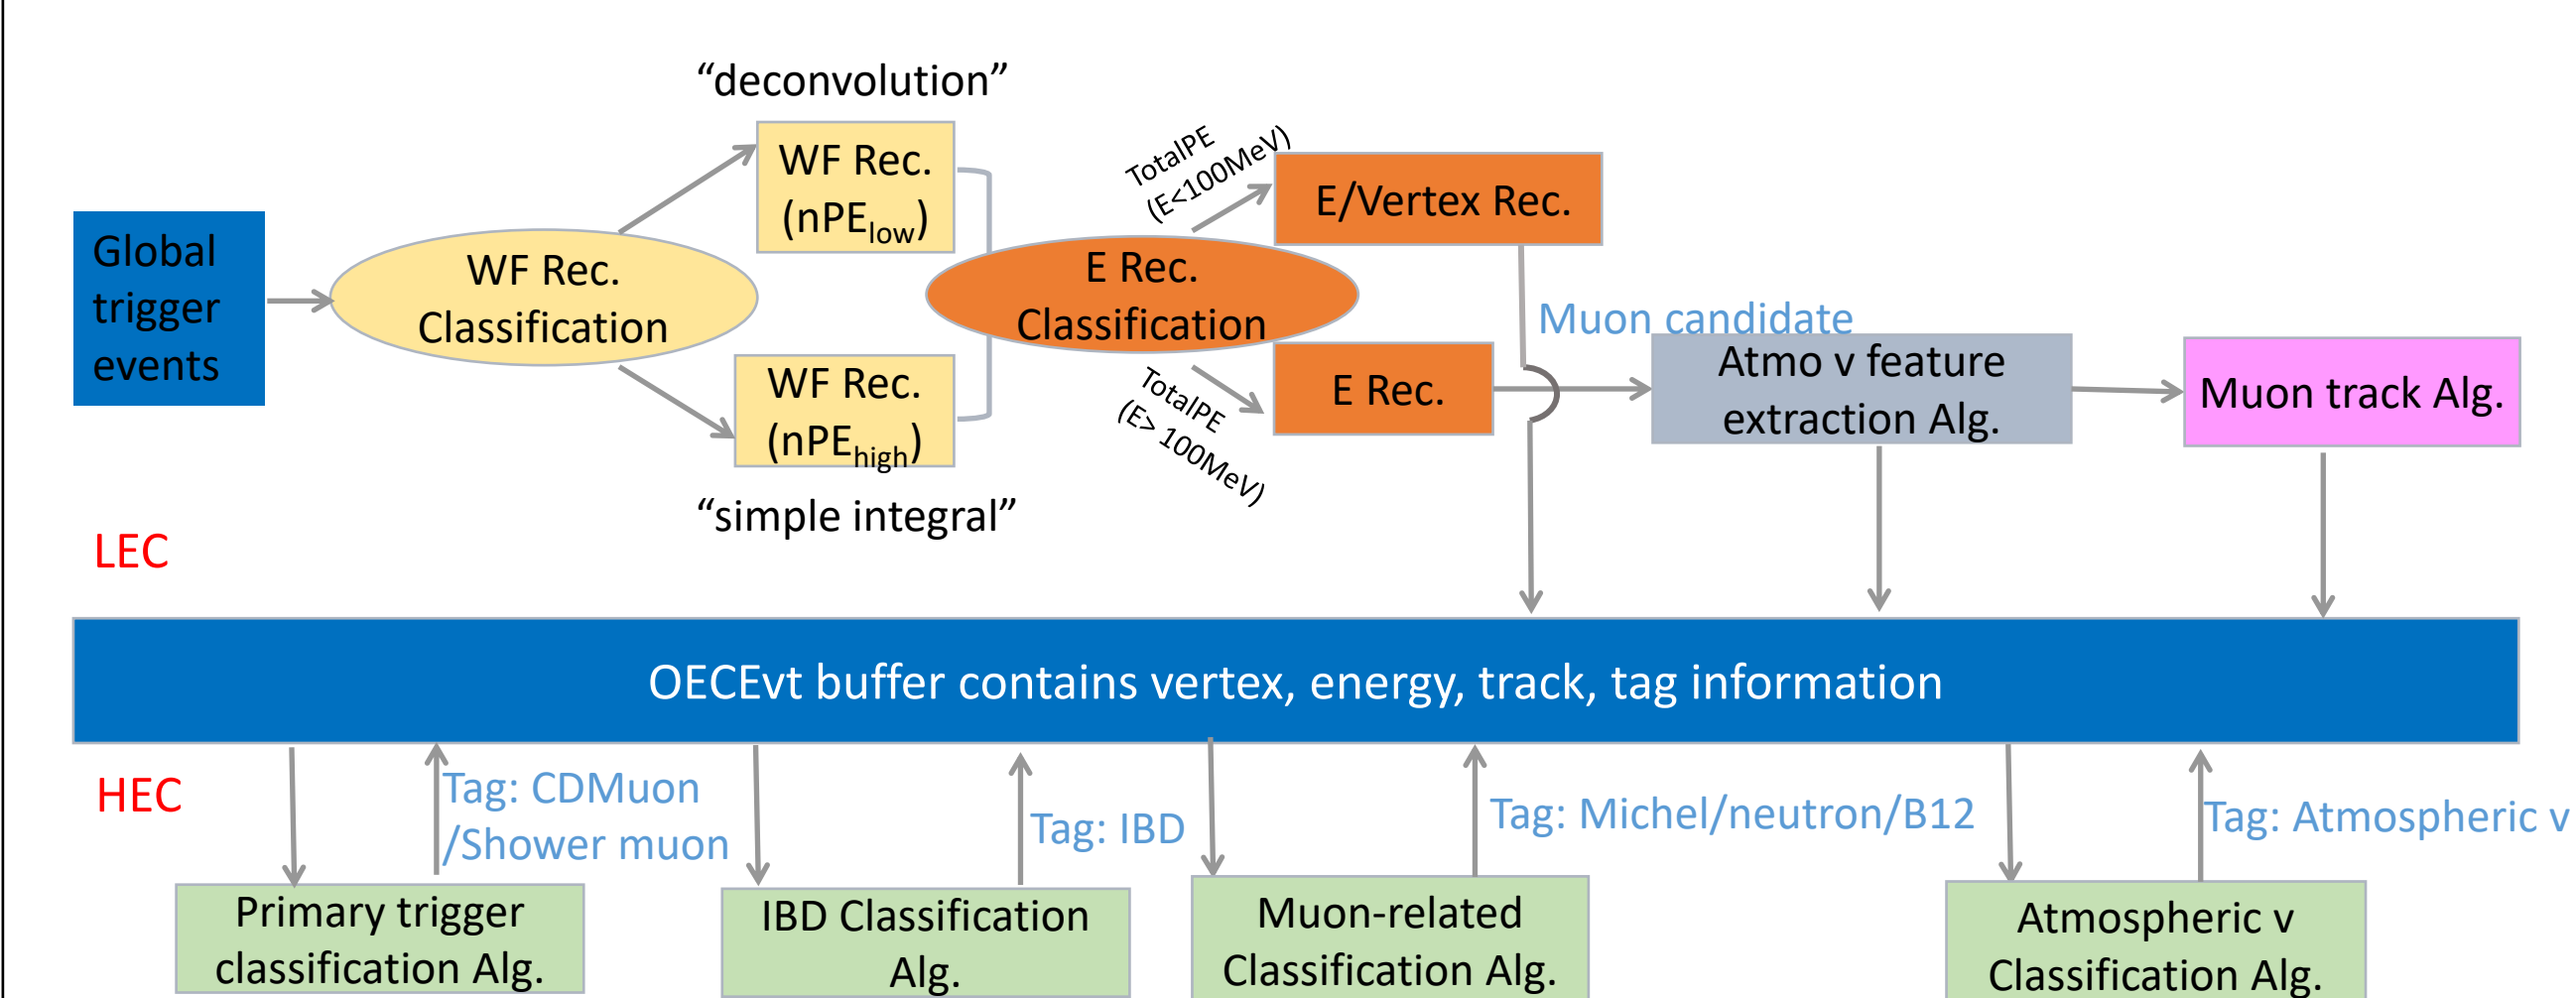 “deconvolution”
Global
trigger
events
WF Rec.
Classification
WF Rec.
(nPElow)
WF Rec.
(nPEhigh)
“simple integral”
E Rec.
Classification
TotalPE
(E<100MeV)
TotalPE
(E> 100MeV)
E/Vertex Rec.
E Rec.
Muon candidate
Atmo v feature
extraction Alg.
Muon track Alg.
LEC
OECEvt buffer contains vertex, energy, track, tag information
HEC
Tag: CDMuon
/Shower muon
Tag: IBD
Tag: Michel/neutron/B12
Tag: Atmospheric v
Primary trigger
classification Alg.
IBD Classification
Alg.
Muon-related
Classification Alg.
Atmospheric v
Classification Alg.